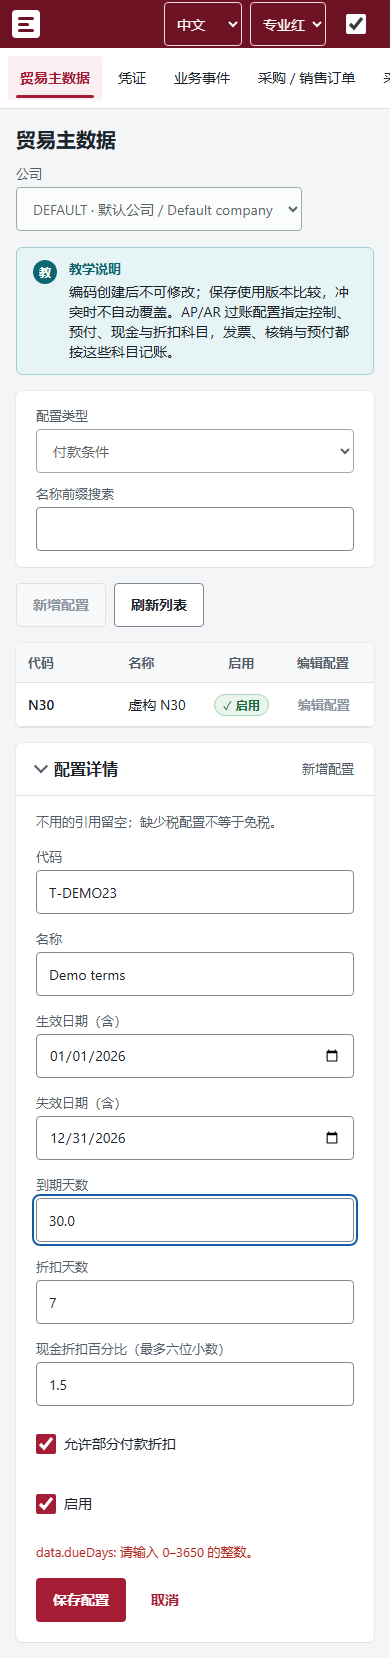 中文
专业红
贸易主数据
凭证
业务事件
采购 / 销售订单
贸易主数据
公司
DEFAULT · 默认公司 / Default company
教
教学说明
编码创建后不可修改；保存使用版本比较，冲
突时不自动覆盖。AP/AR 过账配置指定控制、
预付、现金与折扣科目，发票、核销与预付都
按这些科目记账。
配置类型
付款条件
名称前缀搜索
新增配置
刷新列表
代码
名称
启用
编辑配置
N30
虚构 N30
✓ 启用
编辑配置
配置详情
新增配置
不用的引用留空；缺少税配置不等于免税。
代码
T-DEMO23
名称
Demo terms
生效日期（含）
01/01/2026
失效日期（含）
12/31/2026
到期天数
30.0
折扣天数
7
现金折扣百分比（最多六位小数）
1.5
允许部分付款折扣
启用
data.dueDays: 请输入 0–3650 的整数。
保存配置
取消